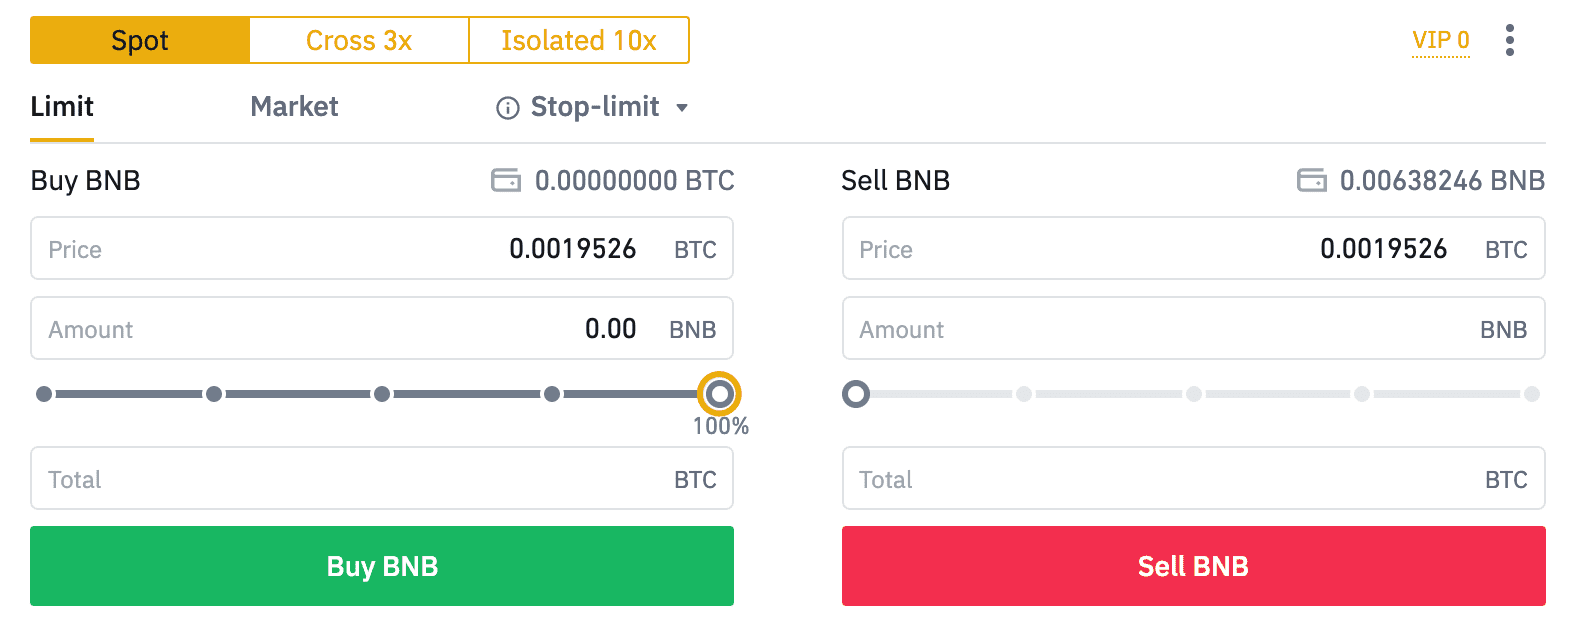 Spot Cross 3x Isolated 10x VIP 0
Limit Market Stop-limit
Buy BNB 0.00000000 BTC
Price 0.0019526 BTC
Amount 0.00 BNB
100%
Total BTC
Buy BNB
Sell BNB 0.00638246 BNB
Price 0.0019526 BTC
Amount BNB
Total BTC
Sell BNB